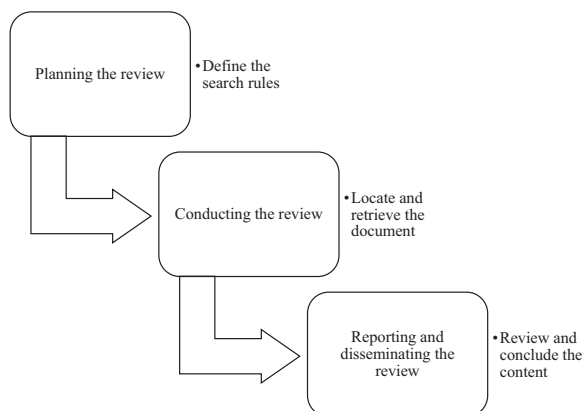 Planning the review
•Define the
search rules
Conducting the review
•Locate and
retrieve the
document
Reporting and
disseminating the
review
•Review and
conclude the
content